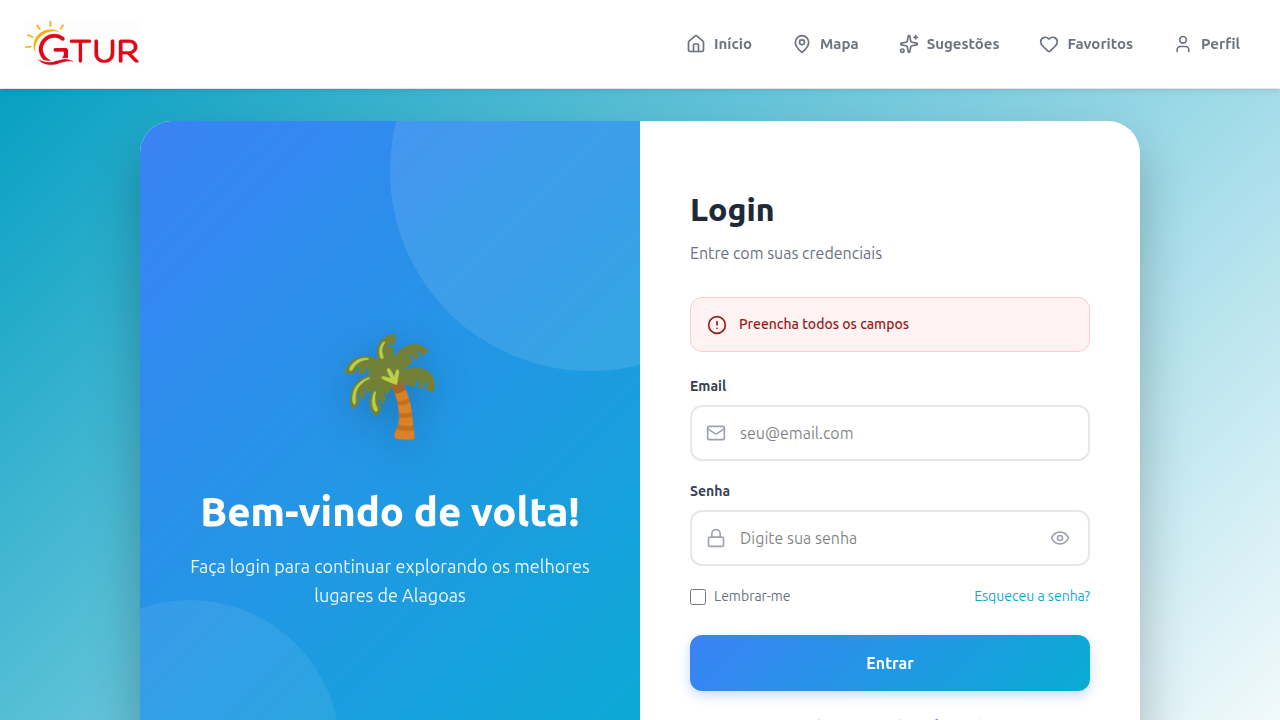 GTUR
Início
Mapa
Sugestões
Favoritos
Perfil
Bem-vindo de volta!
Faça login para continuar explorando os melhores
lugares de Alagoas
Login
Entre com suas credenciais
Preencha todos os campos
Email
seu@email.com
Senha
Digite sua senha
Lembrar-me
Esqueceu a senha?
Entrar